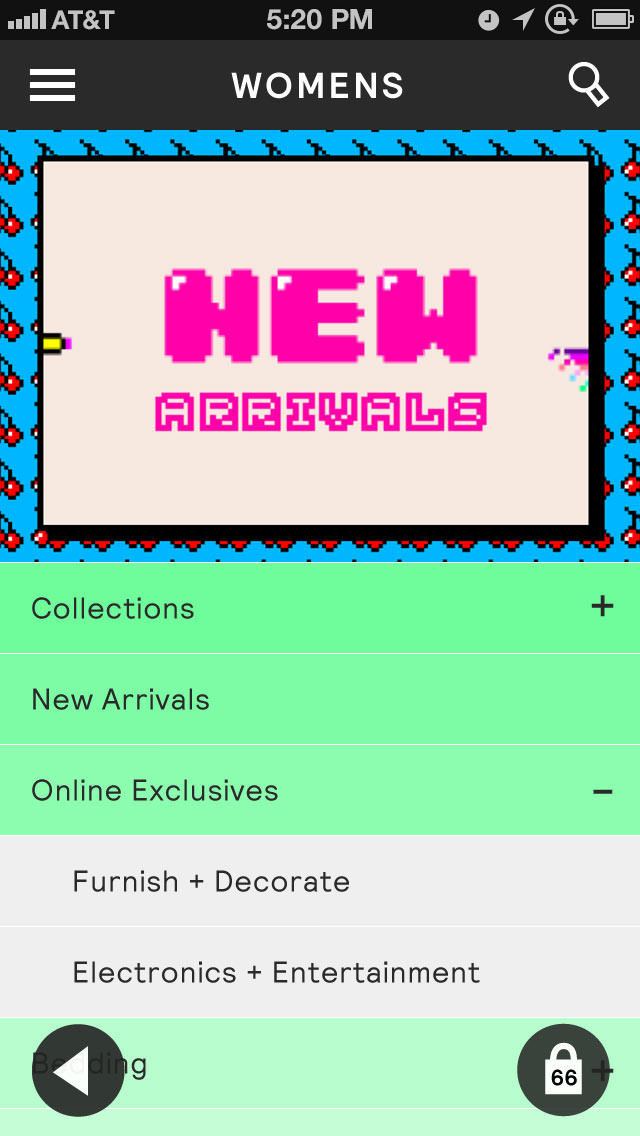 AT&T 5:20 PM
WOMENS
NEW
ARRIVALS
Collections +
New Arrivals
Online Exclusives −
Furnish + Decorate
Electronics + Entertainment
Bedding +
66